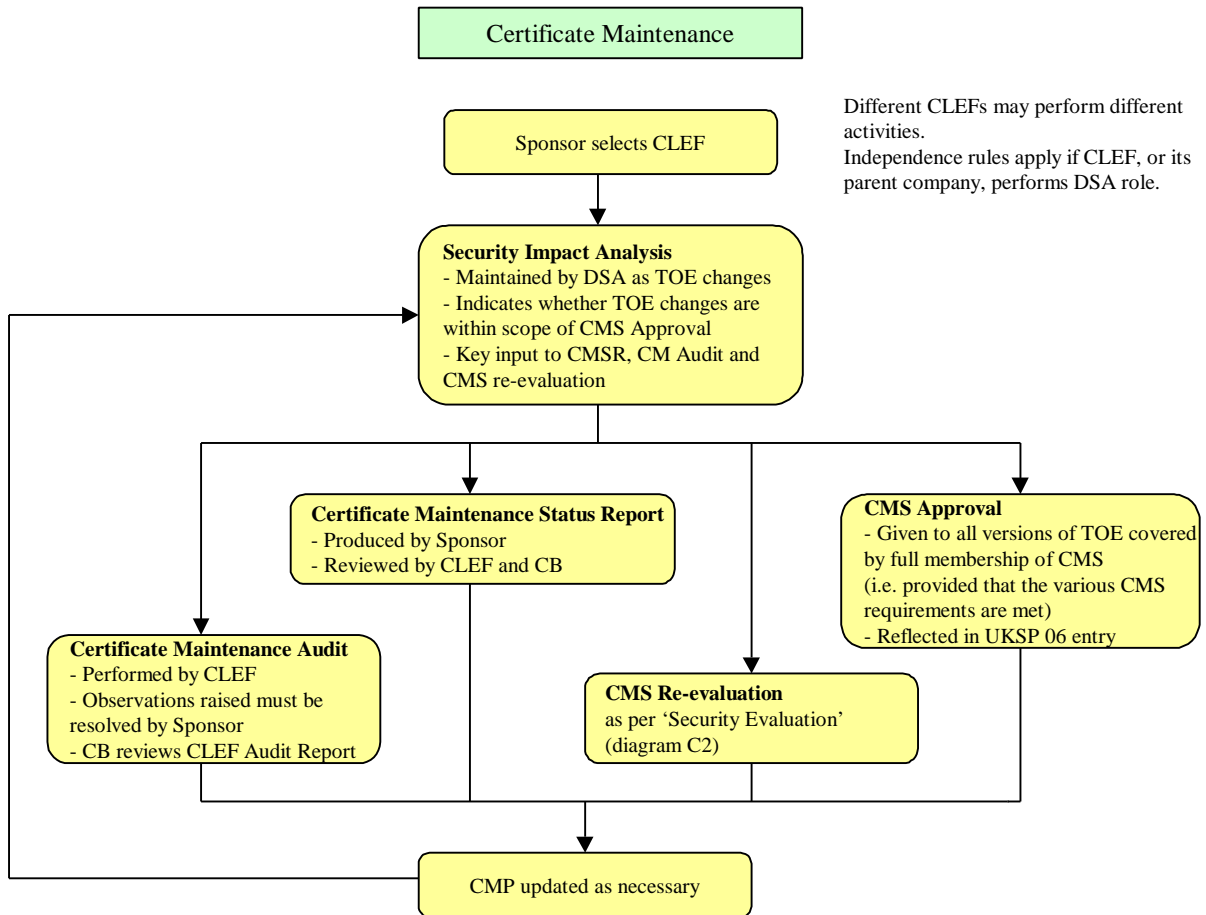 Certificate Maintenance
Different CLEFs may perform different
activities.
Independence rules apply if CLEF, or its
parent company, performs DSA role.
Sponsor selects CLEF
Security Impact Analysis
- Maintained by DSA as TOE changes
- Indicates whether TOE changes are
within scope of CMS Approval
- Key input to CMSR, CM Audit and
CMS re-evaluation
Certificate Maintenance Status Report
- Produced by Sponsor
- Reviewed by CLEF and CB
CMS Approval
- Given to all versions of TOE covered
by full membership of CMS
(i.e. provided that the various CMS
requirements are met)
- Reflected in UKSP 06 entry
Certificate Maintenance Audit
- Performed by CLEF
- Observations raised must be
resolved by Sponsor
- CB reviews CLEF Audit Report
CMS Re-evaluation
as per ‘Security Evaluation’
(diagram C2)
CMP updated as necessary